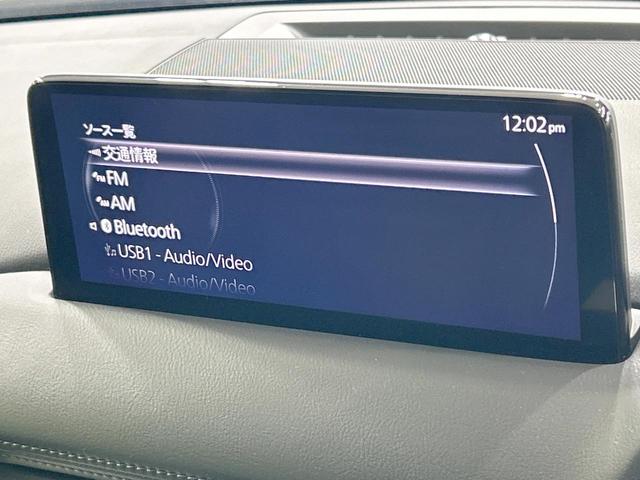 12:02pm
ソース一覧
交通情報
FM
AM
Bluetooth
USB1 - Audio/Video
USB2 - Audio/Video